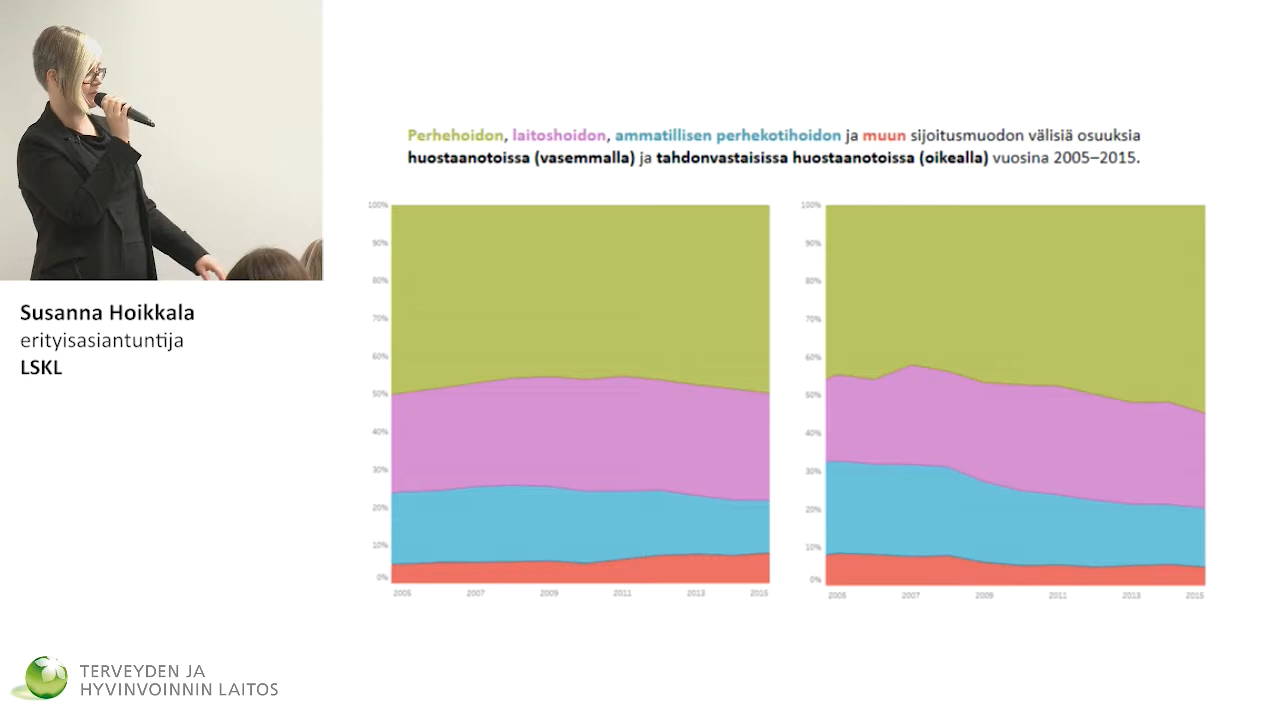 Perhehoidon, laitoshoidon, ammatillisen perhekotihoidon ja muun sijoitusmuodon välisiä osuuksia
huostaanotoissa (vasemmalla) ja tahdonvastaisissa huostaanotoissa (oikealla) vuosina 2005–2015.
100%
90%
80%
70%
60%
50%
40%
30%
20%
10%
0%
2005 2007 2009 2011 2013 2015
100%
90%
80%
70%
60%
50%
40%
30%
20%
10%
0%
2005 2007 2009 2011 2013 2015
Susanna Hoikkala
erityisasiantuntija
LSKL
TERVEYDEN JA
HYVINVOINNIN LAITOS